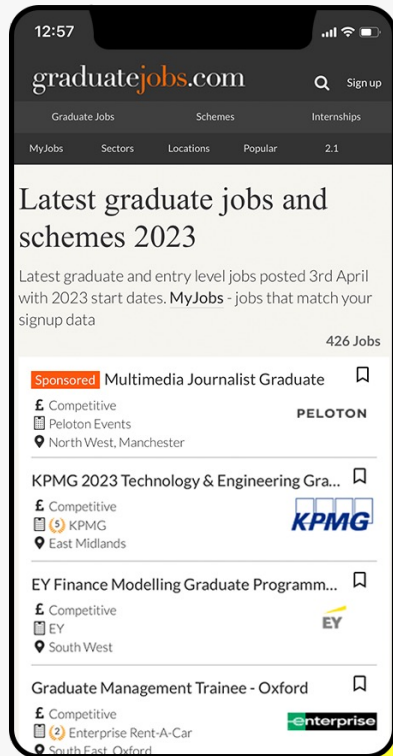 12:57
graduatejobs.com
Sign up
Graduate Jobs Schemes Internships
MyJobs Sectors Locations Popular 2.1
Latest graduate jobs and
schemes 2023
Latest graduate and entry level jobs posted 3rd April
with 2023 start dates. MyJobs - jobs that match your
signup data
426 Jobs
Sponsored Multimedia Journalist Graduate
£ Competitive
Peloton Events
PELOTON
North West, Manchester
KPMG 2023 Technology & Engineering Gra...
£ Competitive
5 KPMG
KPMG
East Midlands
EY Finance Modelling Graduate Programm...
£ Competitive
EY
EY
South West
Graduate Management Trainee - Oxford
£ Competitive
enterprise
2 Enterprise Rent-A-Car
South East, Oxford